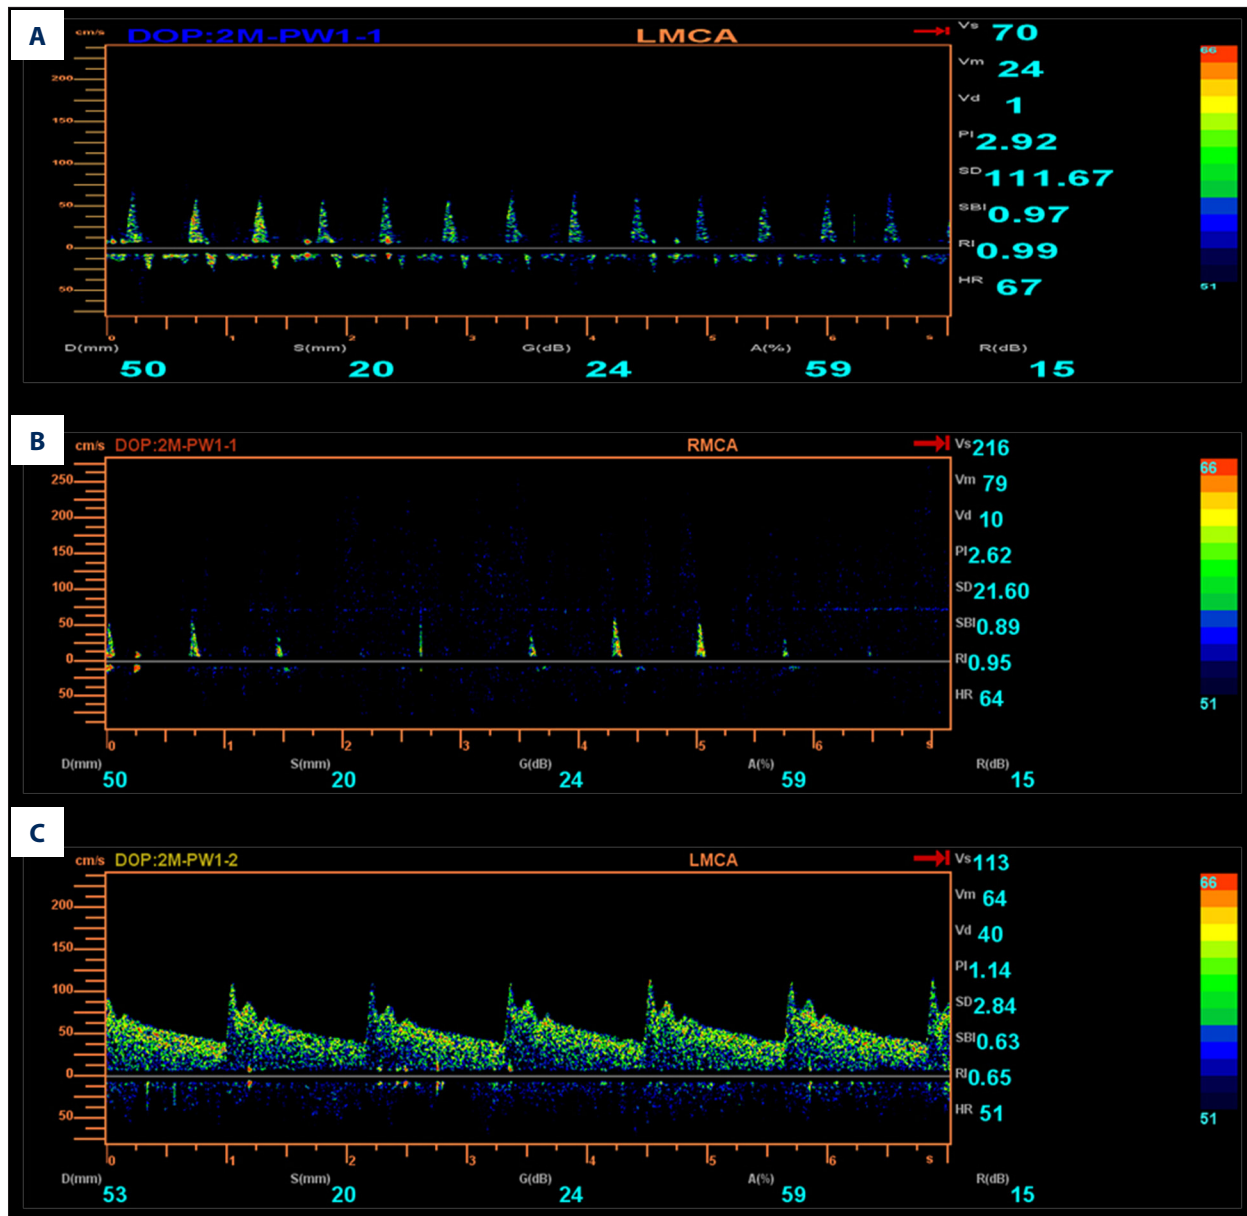 A
cm/s DOP:2M-PW1-1 LMCA Vs 70
Vm 24
200
Vd 1
150
PI 2.92
100
SD 111.67
50
SBI 0.97
0
RI 0.99
50
HR 67
66
51
0 1 2 3 4 5 6 s
D(mm) S(mm) G(dB) A(%) R(dB)
50 20 24 59 15
B
cm/s DOP:2M-PW1-1 RMCA Vs 216
250
Vm 79
200
Vd 10
150
PI 2.62
100
SD 21.60
50
SBI 0.89
0
RI 0.95
50
HR 64
66
51
0 1 2 3 4 5 6 s
D(mm) S(mm) G(dB) A(%) R(dB)
50 20 24 59 15
C
cm/s DOP:2M-PW1-2 LMCA Vs 113
Vm 64
200
Vd 40
150
PI 1.14
100
SD 2.84
50
SBI 0.63
0
RI 0.65
50
HR 51
66
51
0 1 2 3 4 5 6 s
D(mm) S(mm) G(dB) A(%) R(dB)
53 20 24 59 15